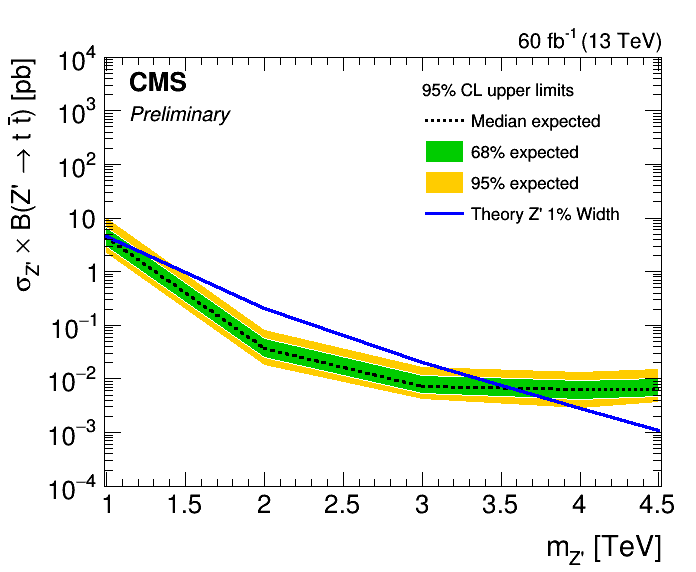 60 fb⁻¹ (13 TeV)
CMS
Preliminary
95% CL upper limits
Median expected
68% expected
95% expected
Theory Z' 1% Width
σ_Z' × B(Z' → t t̄) [pb]
10⁴
10³
10²
10
1
10⁻¹
10⁻²
10⁻³
10⁻⁴
1 1.5 2 2.5 3 3.5 4 4.5
m_Z' [TeV]